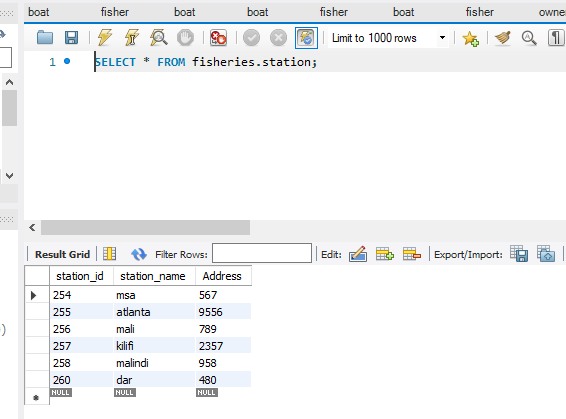 boat fisher boat boat fisher boat fisher owne
Limit to 1000 rows
1 SELECT * FROM fisheries.station;
Result Grid Filter Rows: Edit: Export/Import:
station_id station_name Address
254 msa 567
255 atlanta 9556
256 mali 789
257 kilifi 2357
)
258 malindi 958
260 dar 480
NULL NULL NULL